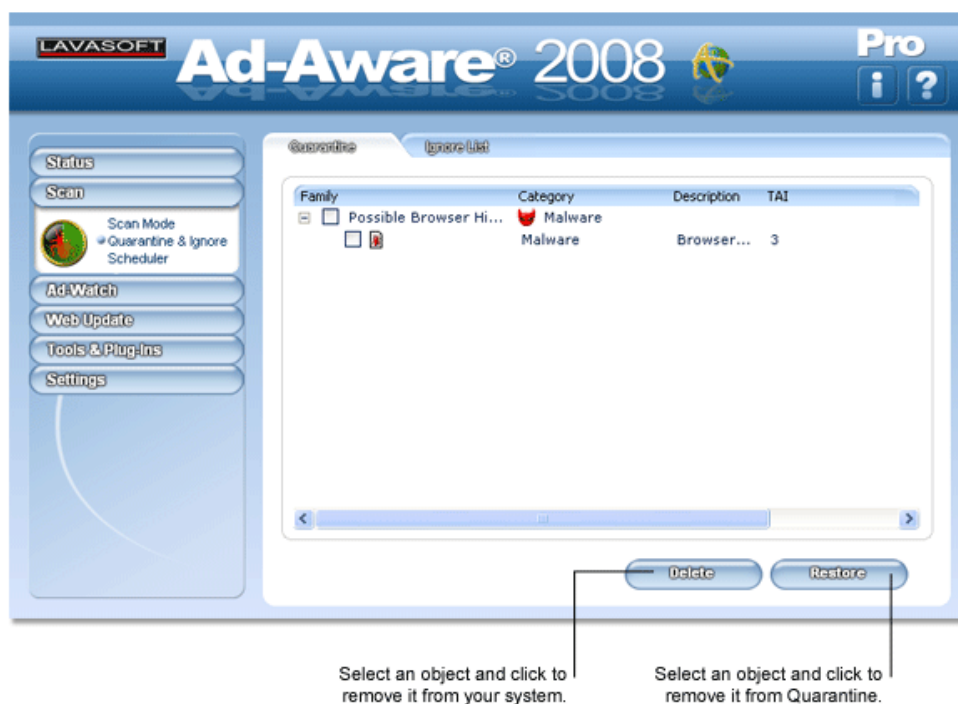 LAVASOFT
Ad-Aware® 2008
Pro
i ?
Quarantine Ignore List
Status
Scan
Scan Mode
Quarantine & Ignore
Scheduler
Ad-Watch
Web Update
Tools & Plug-Ins
Settings
Family Category Description TAI
Possible Browser Hi... Malware
Malware Browser... 3
Delete Restore
Select an object and click to
remove it from your system.
Select an object and click to
remove it from Quarantine.